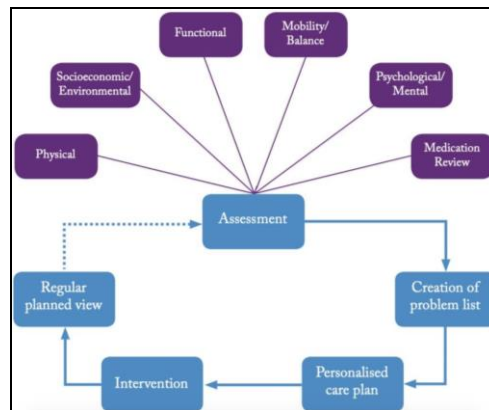 Functional
Mobility/
Balance
Socioeconomic/
Environmental
Psychological/
Mental
Physical
Medication
Review
Assessment
Regular
planned view
Creation of
problem list
Intervention
Personalised
care plan